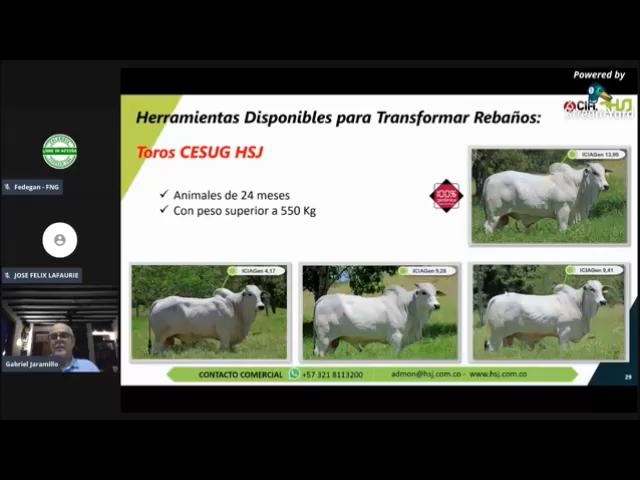 Powered by
Herramientas Disponibles para Transformar Rebaños:
Toros CESUG HSJ
✓ Animales de 24 meses
✓ Con peso superior a 550 Kg
100%
ICIAGen 13,90
ICIAGen 4,17
ICIAGen 9,28
ICIAGen 9,41
CONTACTO COMERCIAL +57 321 8113200 admon@hsj.com.co - www.hsj.com.co
29
Fedegan - FNG
JOSE FELIX LAFAURIE
Gabriel Jaramillo